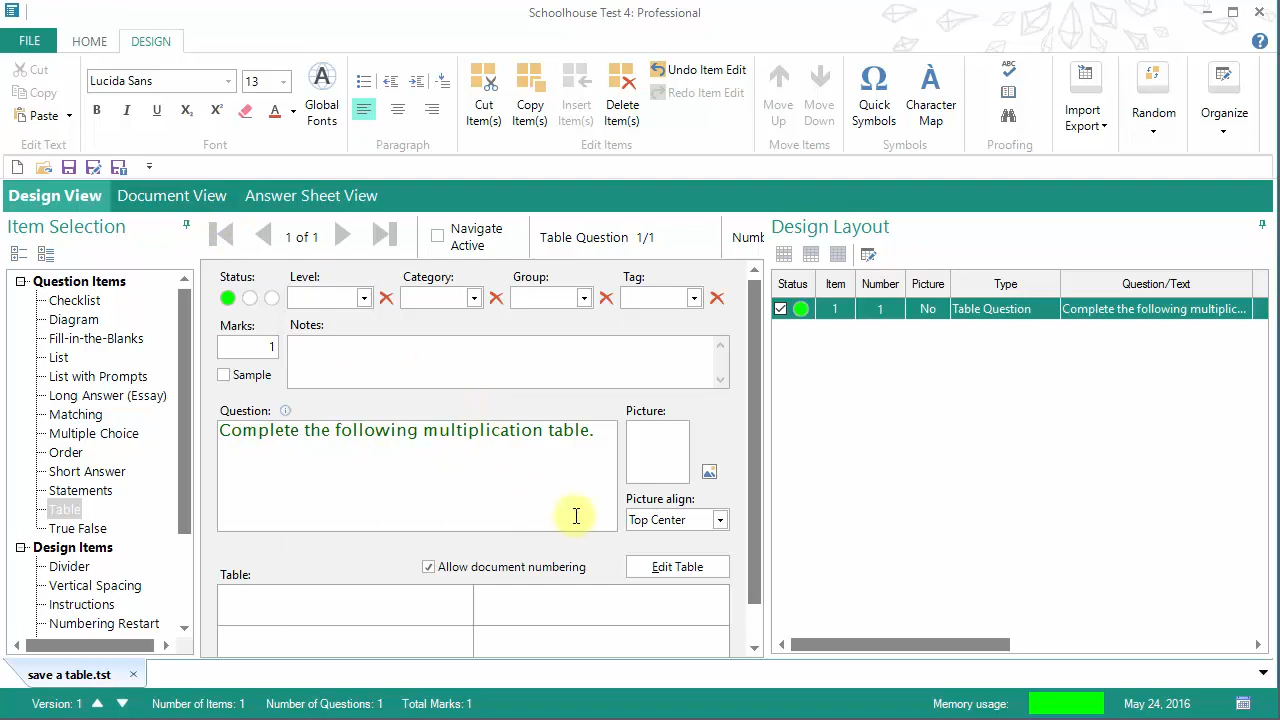 Schoolhouse Test 4: Professional
FILE
HOME
DESIGN
Cut
Copy
Paste
Edit Text
Lucida Sans
13
B I U X₂ X² A
Font
A
Global
Fonts
Paragraph
Cut
Item(s)
Copy
Item(s)
Insert
Item(s)
Delete
Item(s)
Undo Item Edit
Redo Item Edit
Edit Items
Move
Up
Move
Down
Move Items
Ω
Quick
Symbols
À
Character
Map
Symbols
ABC
Proofing
Import
Export
Random
Organize
Design View
Document View
Answer Sheet View
Item Selection
Question Items
Checklist
Diagram
Fill-in-the-Blanks
List
List with Prompts
Long Answer (Essay)
Matching
Multiple Choice
Order
Short Answer
Statements
Table
True False
Design Items
Divider
Vertical Spacing
Instructions
Numbering Restart
1 of 1
Navigate
Active
Table Question 1/1
Numb
Status:
Level:
Category:
Group:
Tag:
Marks:
Notes:
1
Sample
Question:
Picture:
Complete the following multiplication table.
Picture align:
Top Center
Allow document numbering
Edit Table
Table:
Design Layout
Status Item Number Picture Type Question/Text
1 1 No Table Question Complete the following multiplic...
save a table.tst
Version: 1
Number of Items: 1
Number of Questions: 1
Total Marks: 1
Memory usage:
May 24, 2016